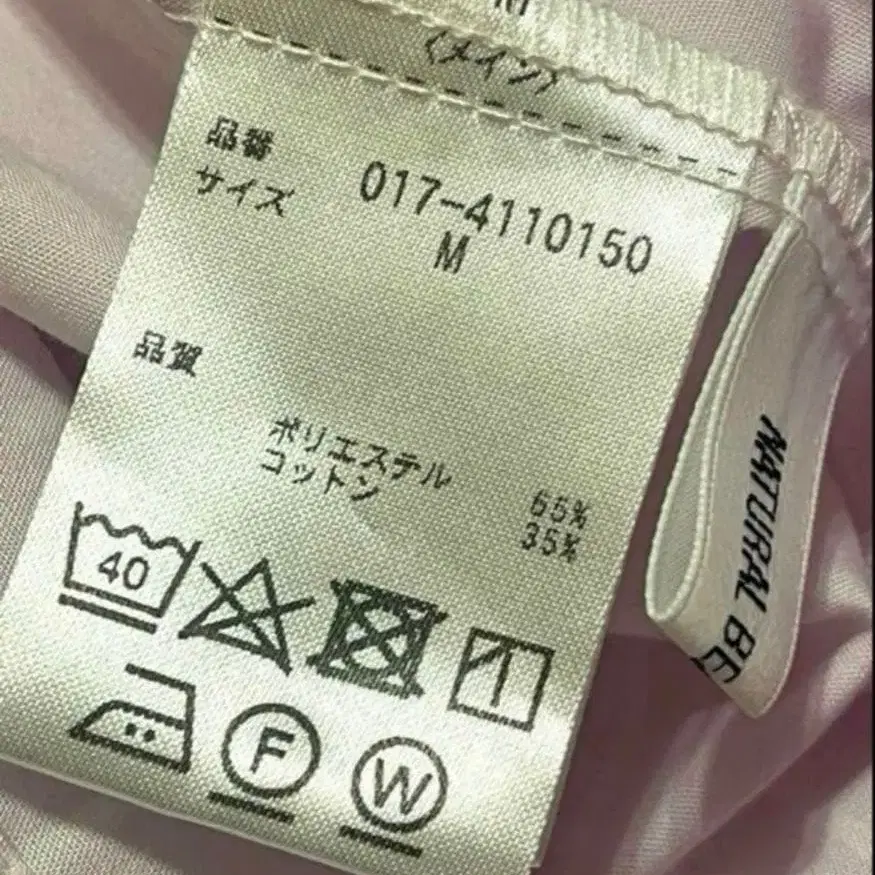 M
〈メイン〉
品番 017-4110150
サイズ M
品質
ポリエステル 65%
コットン 35%
40
F
W
NATURAL BE